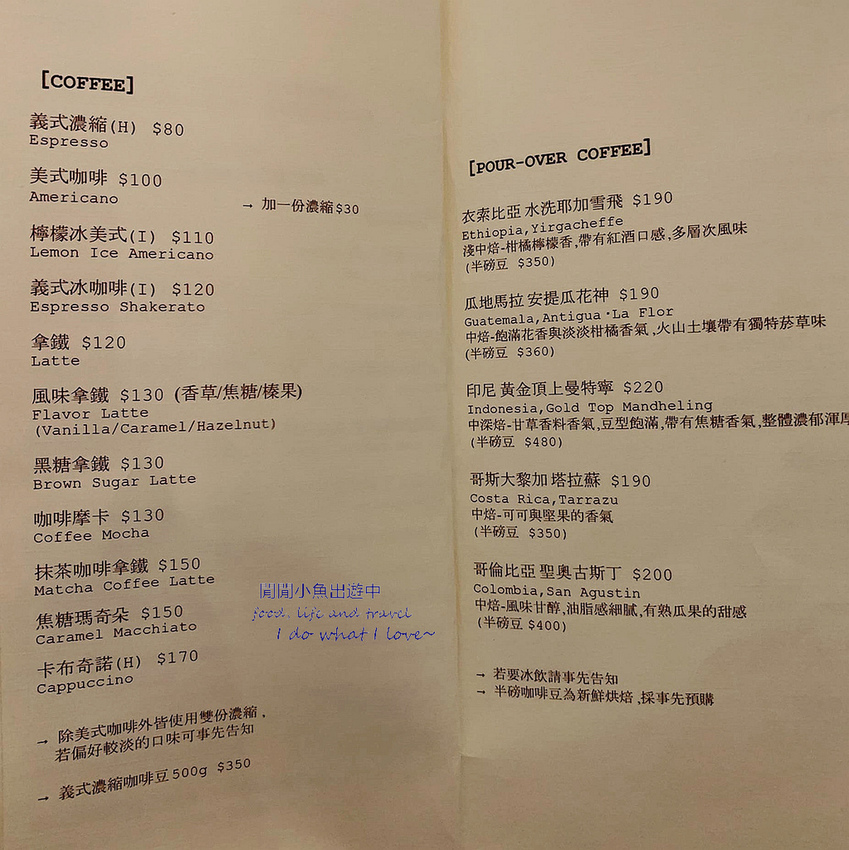 [COFFEE]
義式濃縮(H) $80
Espresso
美式咖啡 $100
Americano
→ 加一份濃縮$30
檸檬冰美式(I) $110
Lemon Ice Americano
義式冰咖啡(I) $120
Espresso Shakerato
拿鐵 $120
Latte
風味拿鐵 $130 (香草/焦糖/榛果)
Flavor Latte
(Vanilla/Caramel/Hazelnut)
黑糖拿鐵 $130
Brown Sugar Latte
咖啡摩卡 $130
Coffee Mocha
抹茶咖啡拿鐵 $150
Matcha Coffee Latte
焦糖瑪奇朵 $150
Caramel Macchiato
卡布奇諾(H) $170
Cappuccino
→ 除美式咖啡外皆使用雙份濃縮,
若偏好較淡的口味可事先告知
→ 義式濃縮咖啡豆500g $350
[POUR-OVER COFFEE]
衣索比亞 水洗耶加雪飛 $190
Ethiopia,Yirgacheffe
淺中焙-柑橘檸檬香,帶有紅酒口感,多層次風味
(半磅豆 $350)
瓜地馬拉 安提瓜花神 $190
Guatemala,Antigua·La Flor
中焙-飽滿花香與淡淡柑橘香氣,火山土壤帶有獨特菸草味
(半磅豆 $360)
印尼 黃金頂上曼特寧 $220
Indonesia,Gold Top Mandheling
中深焙-甘草香料香氣,豆型飽滿,帶有焦糖香氣,整體濃郁渾厚
(半磅豆 $480)
哥斯大黎加 塔拉蘇 $190
Costa Rica,Tarrazu
中焙-可可與堅果的香氣
(半磅豆 $350)
哥倫比亞 聖奧古斯丁 $200
Colombia,San Agustin
中焙-風味甘醇,油脂感細膩,有熟瓜果的甜感
(半磅豆 $400)
→ 若要冰飲請事先告知
→ 半磅咖啡豆為新鮮烘焙,採事先預購
閒閒小魚出遊中
food, life and travel
I do what I love~